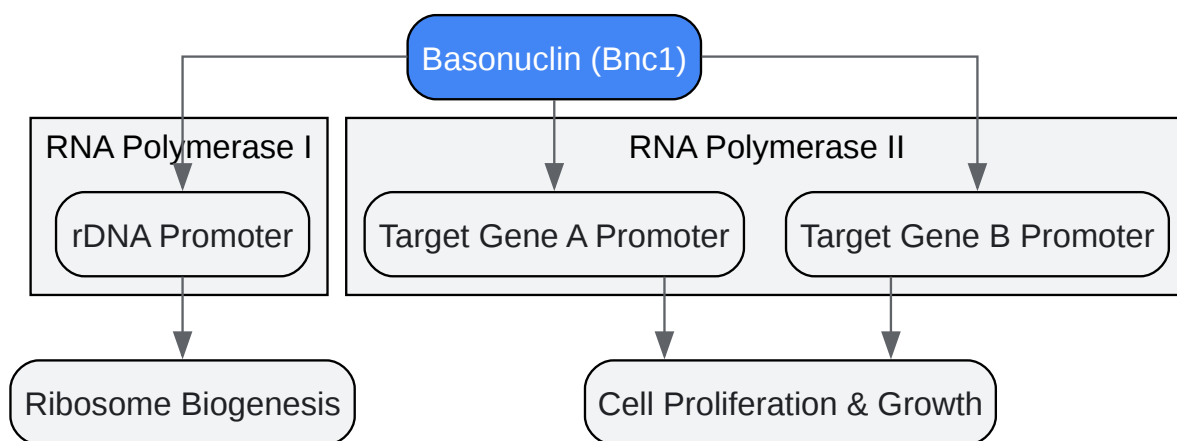 Basonuclin (Bnc1)
RNA Polymerase I
RNA Polymerase II
rDNA Promoter
Target Gene A Promoter
Target Gene B Promoter
Ribosome Biogenesis
Cell Proliferation & Growth